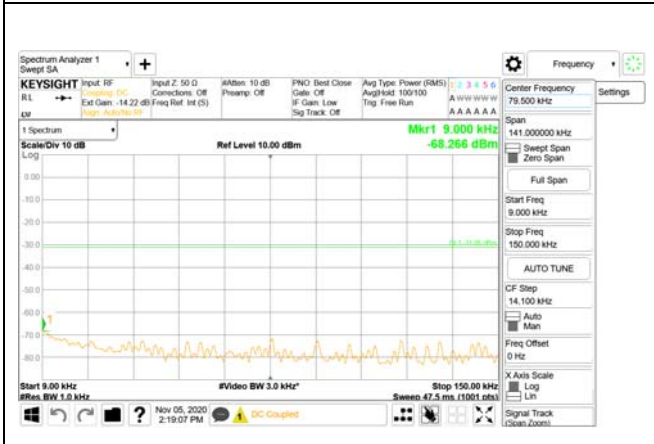 Spectrum Analyzer 1
Swept SA
Frequency
KEYSIGHT
RL
Input: RF
Coupling: DC
Ext Gain: -14.22 dB
Align: Auto/No RF
Input Z: 50 Ω
Corrections: Off
Freq Ref: Int (S)
#Atten: 10 dB
Preamp: Off
PNO: Best Close
Gate: Off
IF Gain: Low
Sig Track: Off
Avg Type: Power (RMS)
Avg|Hold: 100/100
Trig: Free Run
1 2 3 4 5 6
A W W W W W
A A A A A A
1 Spectrum
Scale/Div 10 dB
Ref Level 10.00 dBm
Mkr1 9.000 kHz
-68.266 dBm
Log
0.00
-10.0
-20.0
-30.0
-40.0
-50.0
-60.0
-70.0
-80.0
1
Start 9.00 kHz
#Res BW 1.0 kHz
#Video BW 3.0 kHz*
Stop 150.00 kHz
Sweep 47.5 ms (1001 pts)
?
Nov 05, 2020
2:19:07 PM
DC Coupled
Center Frequency
79.500 kHz
Settings
Span
141.000000 kHz
Swept Span
Zero Span
Full Span
Start Freq
9.000 kHz
Stop Freq
150.000 kHz
AUTO TUNE
CF Step
14.100 kHz
Auto
Man
Freq Offset
0 Hz
X Axis Scale
Log
Lin
Signal Track
(Span Zoom)